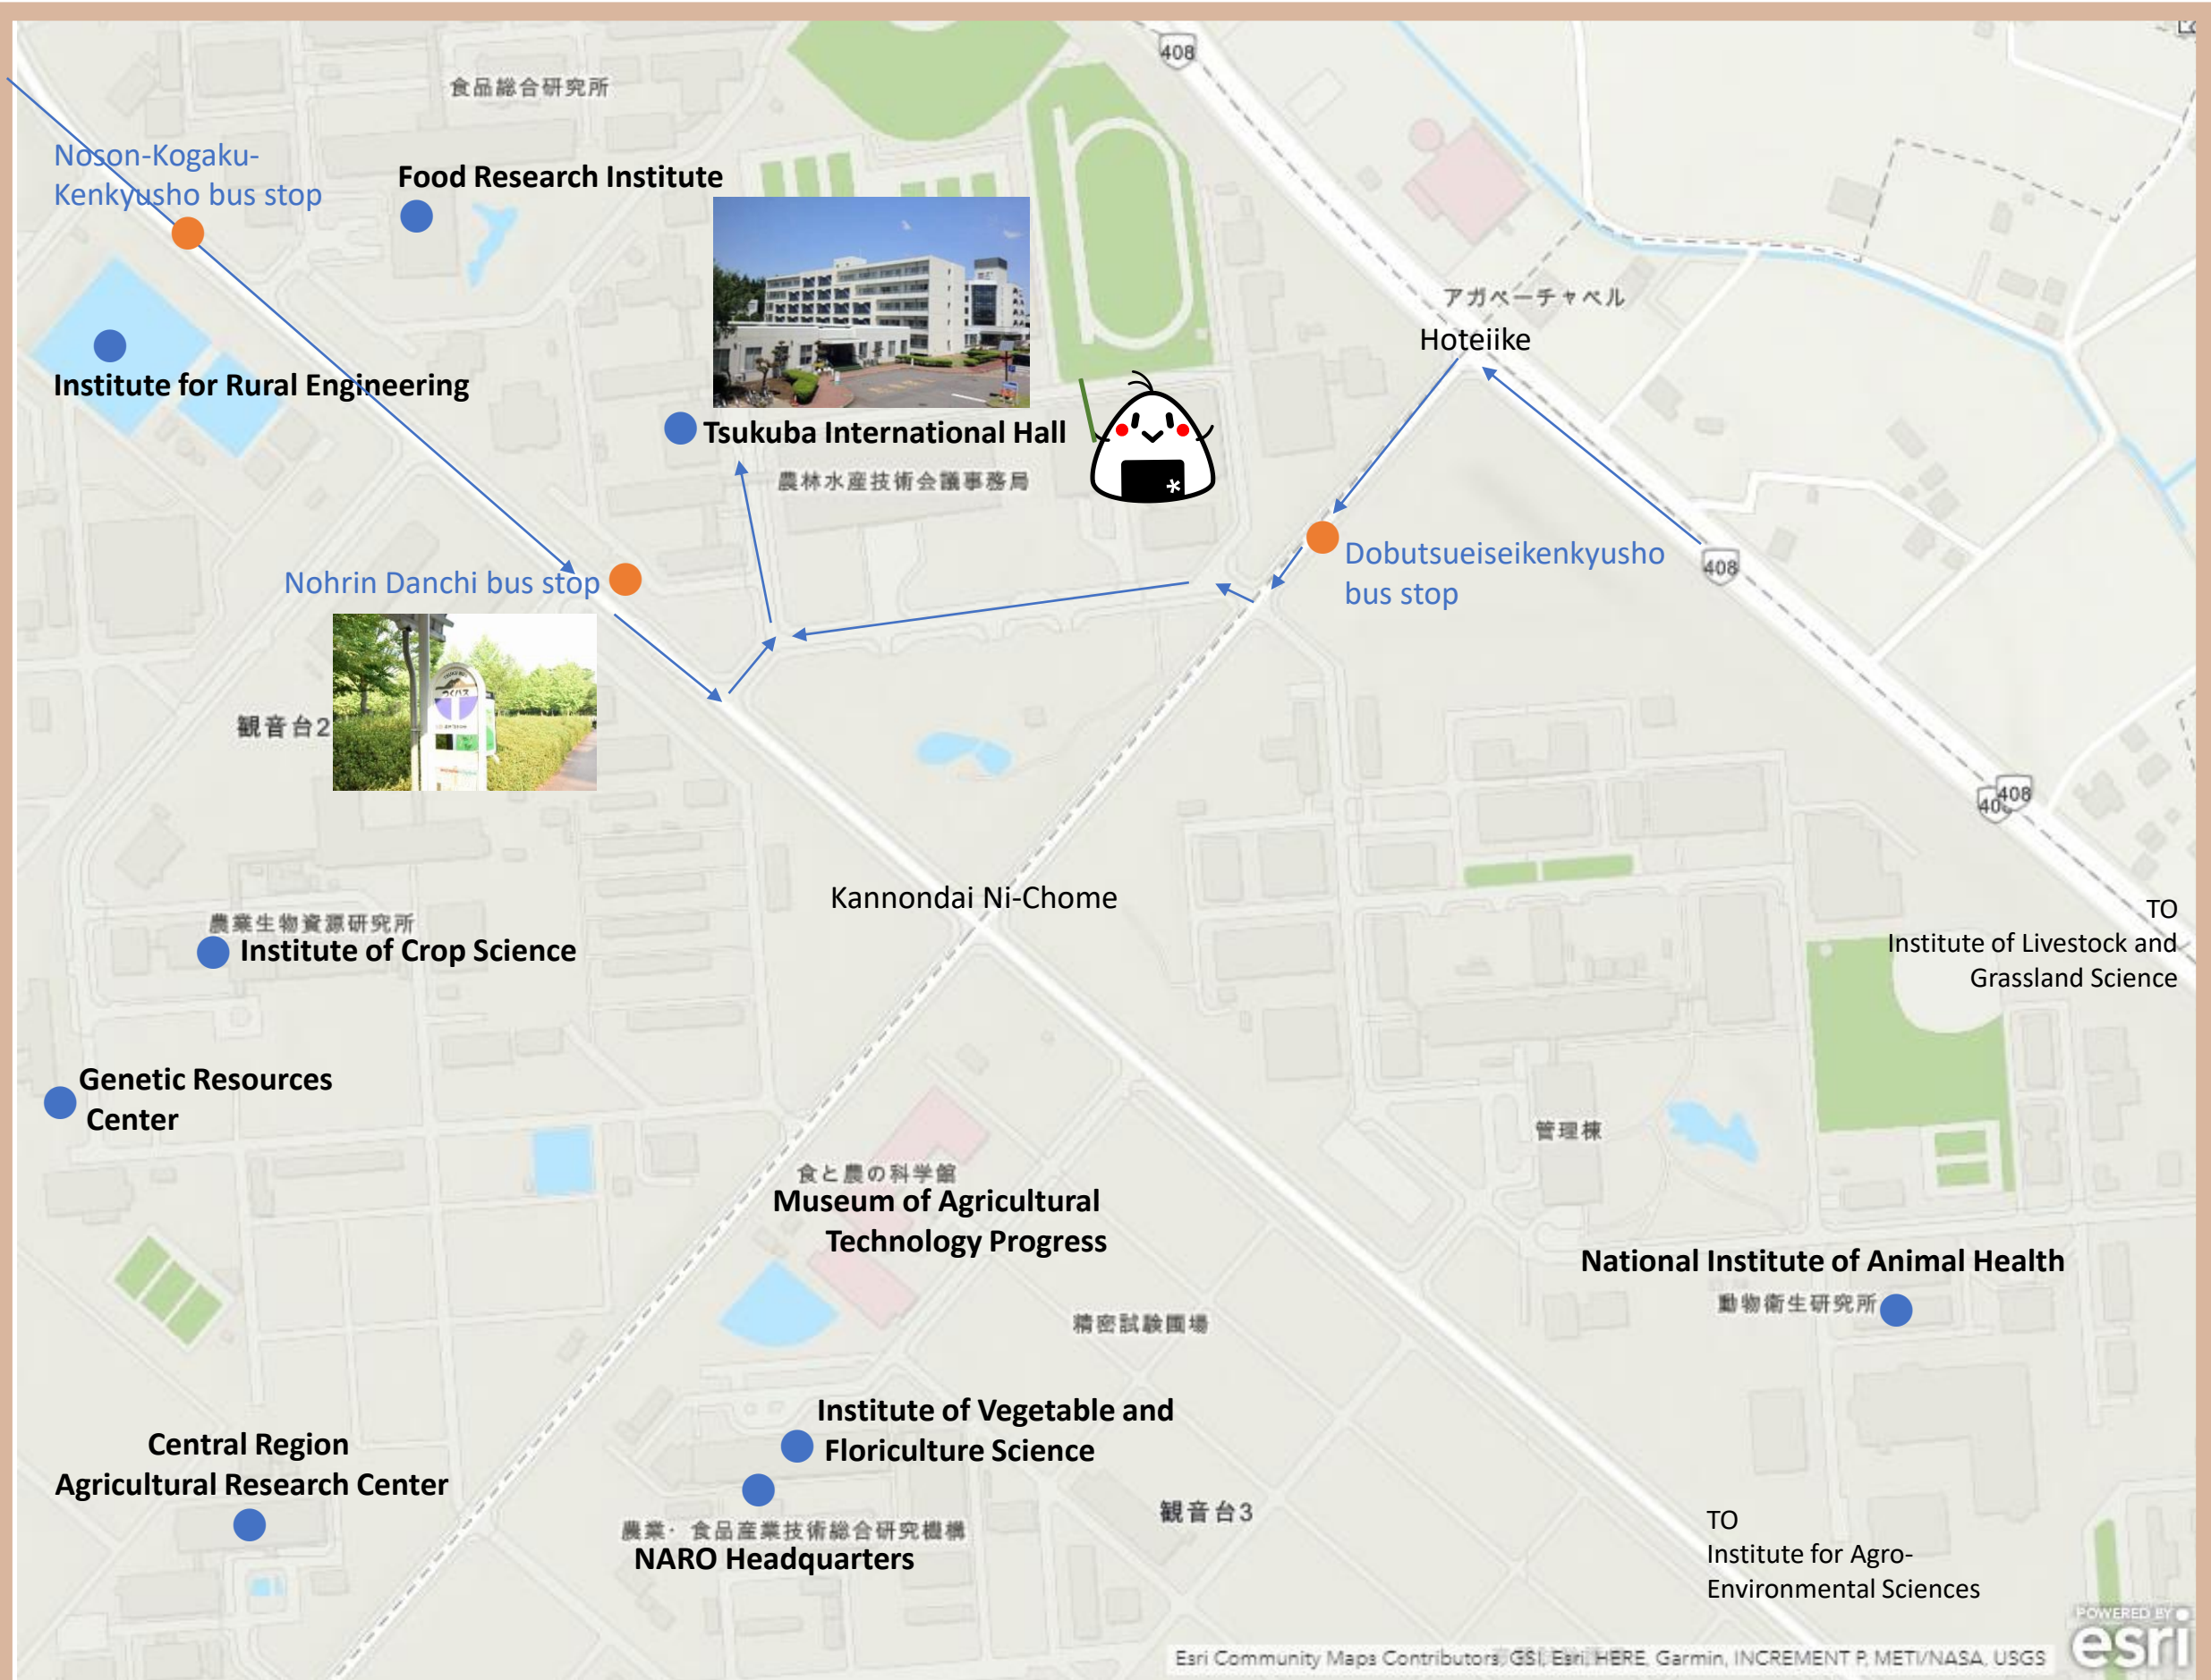 408
食品総合研究所
Noson-Kogaku-
Kenkyusho bus stop
Food Research Institute
アガペーチャペル
Hoteiike
Institute for Rural Engineering
Tsukuba International Hall
農林水産技術会議事務局
Dobutsueiseikenkyusho
bus stop
408
Nohrin Danchi bus stop
つくバス
観音台2
408
408
Kannondai Ni-Chome
TO
Institute of Livestock and
Grassland Science
農業生物資源研究所
Institute of Crop Science
Genetic Resources
Center
管理棟
食と農の科学館
Museum of Agricultural
Technology Progress
National Institute of Animal Health
動物衛生研究所
精密試験圃場
Institute of Vegetable and
Floriculture Science
Central Region
Agricultural Research Center
観音台3
農業・食品産業技術総合研究機構
NARO Headquarters
TO
Institute for Agro-
Environmental Sciences
POWERED BY
esri
Esri Community Maps Contributors, GSI, Esri, HERE, Garmin, INCREMENT P, METI/NASA, USGS